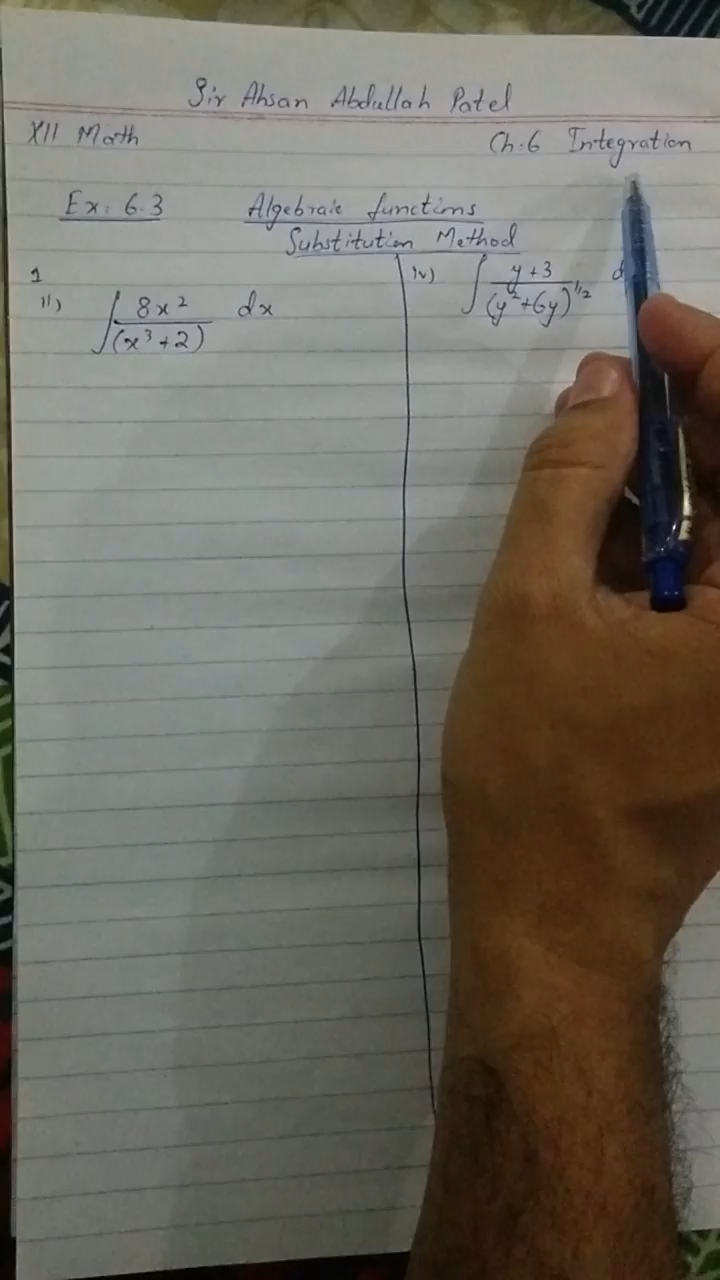 Sir Ahsan Abdullah Patel
XII Math Ch:6 Integration
Ex: 6.3 Algebraic functions
Substitution Method
1
ii) ∫ 8x² / (x³+2) dx
iv) ∫ y+3 / (y²+6y)^1/2 d